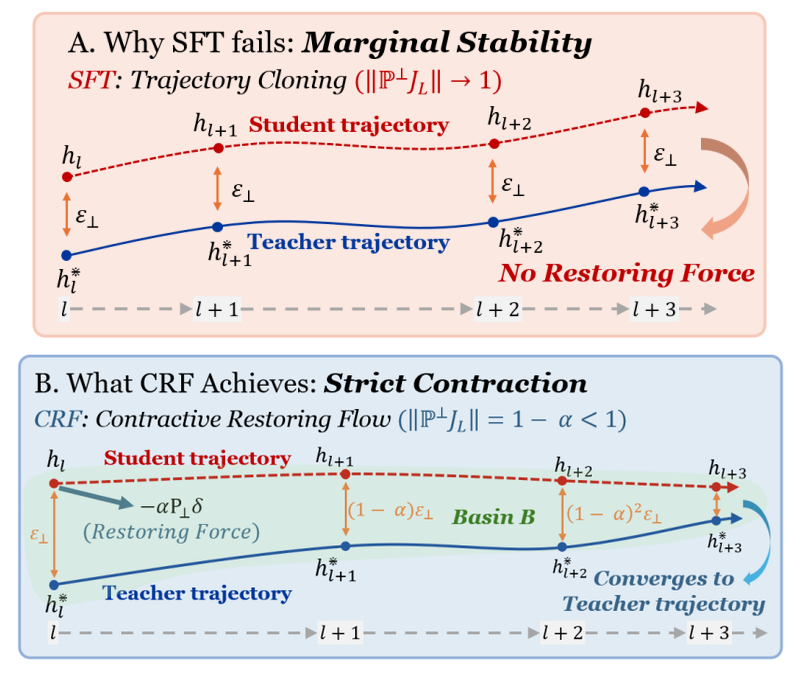 A. Why SFT fails: Marginal Stability
SFT: Trajectory Cloning (‖ℙ⊥J_L‖ → 1)
h_{l+3}
h_{l+1} Student trajectory h_{l+2}
h_l
ε⊥ ε⊥ ε⊥ ε⊥
h*_l h*_{l+1} Teacher trajectory h*_{l+2} h*_{l+3}
No Restoring Force
l l + 1 l + 2 l + 3
B. What CRF Achieves: Strict Contraction
CRF: Contractive Restoring Flow (‖ℙ⊥J_L‖ = 1 − α < 1)
h_l Student trajectory h_{l+1} h_{l+2} h_{l+3}
−αP⊥δ
(Restoring Force)
ε⊥ (1 − α)ε⊥ Basin B (1 − α)²ε⊥
h*_l Teacher trajectory h*_{l+1} h*_{l+2} h*_{l+3}
Converges to
Teacher trajectory
l l + 1 l + 2 l + 3